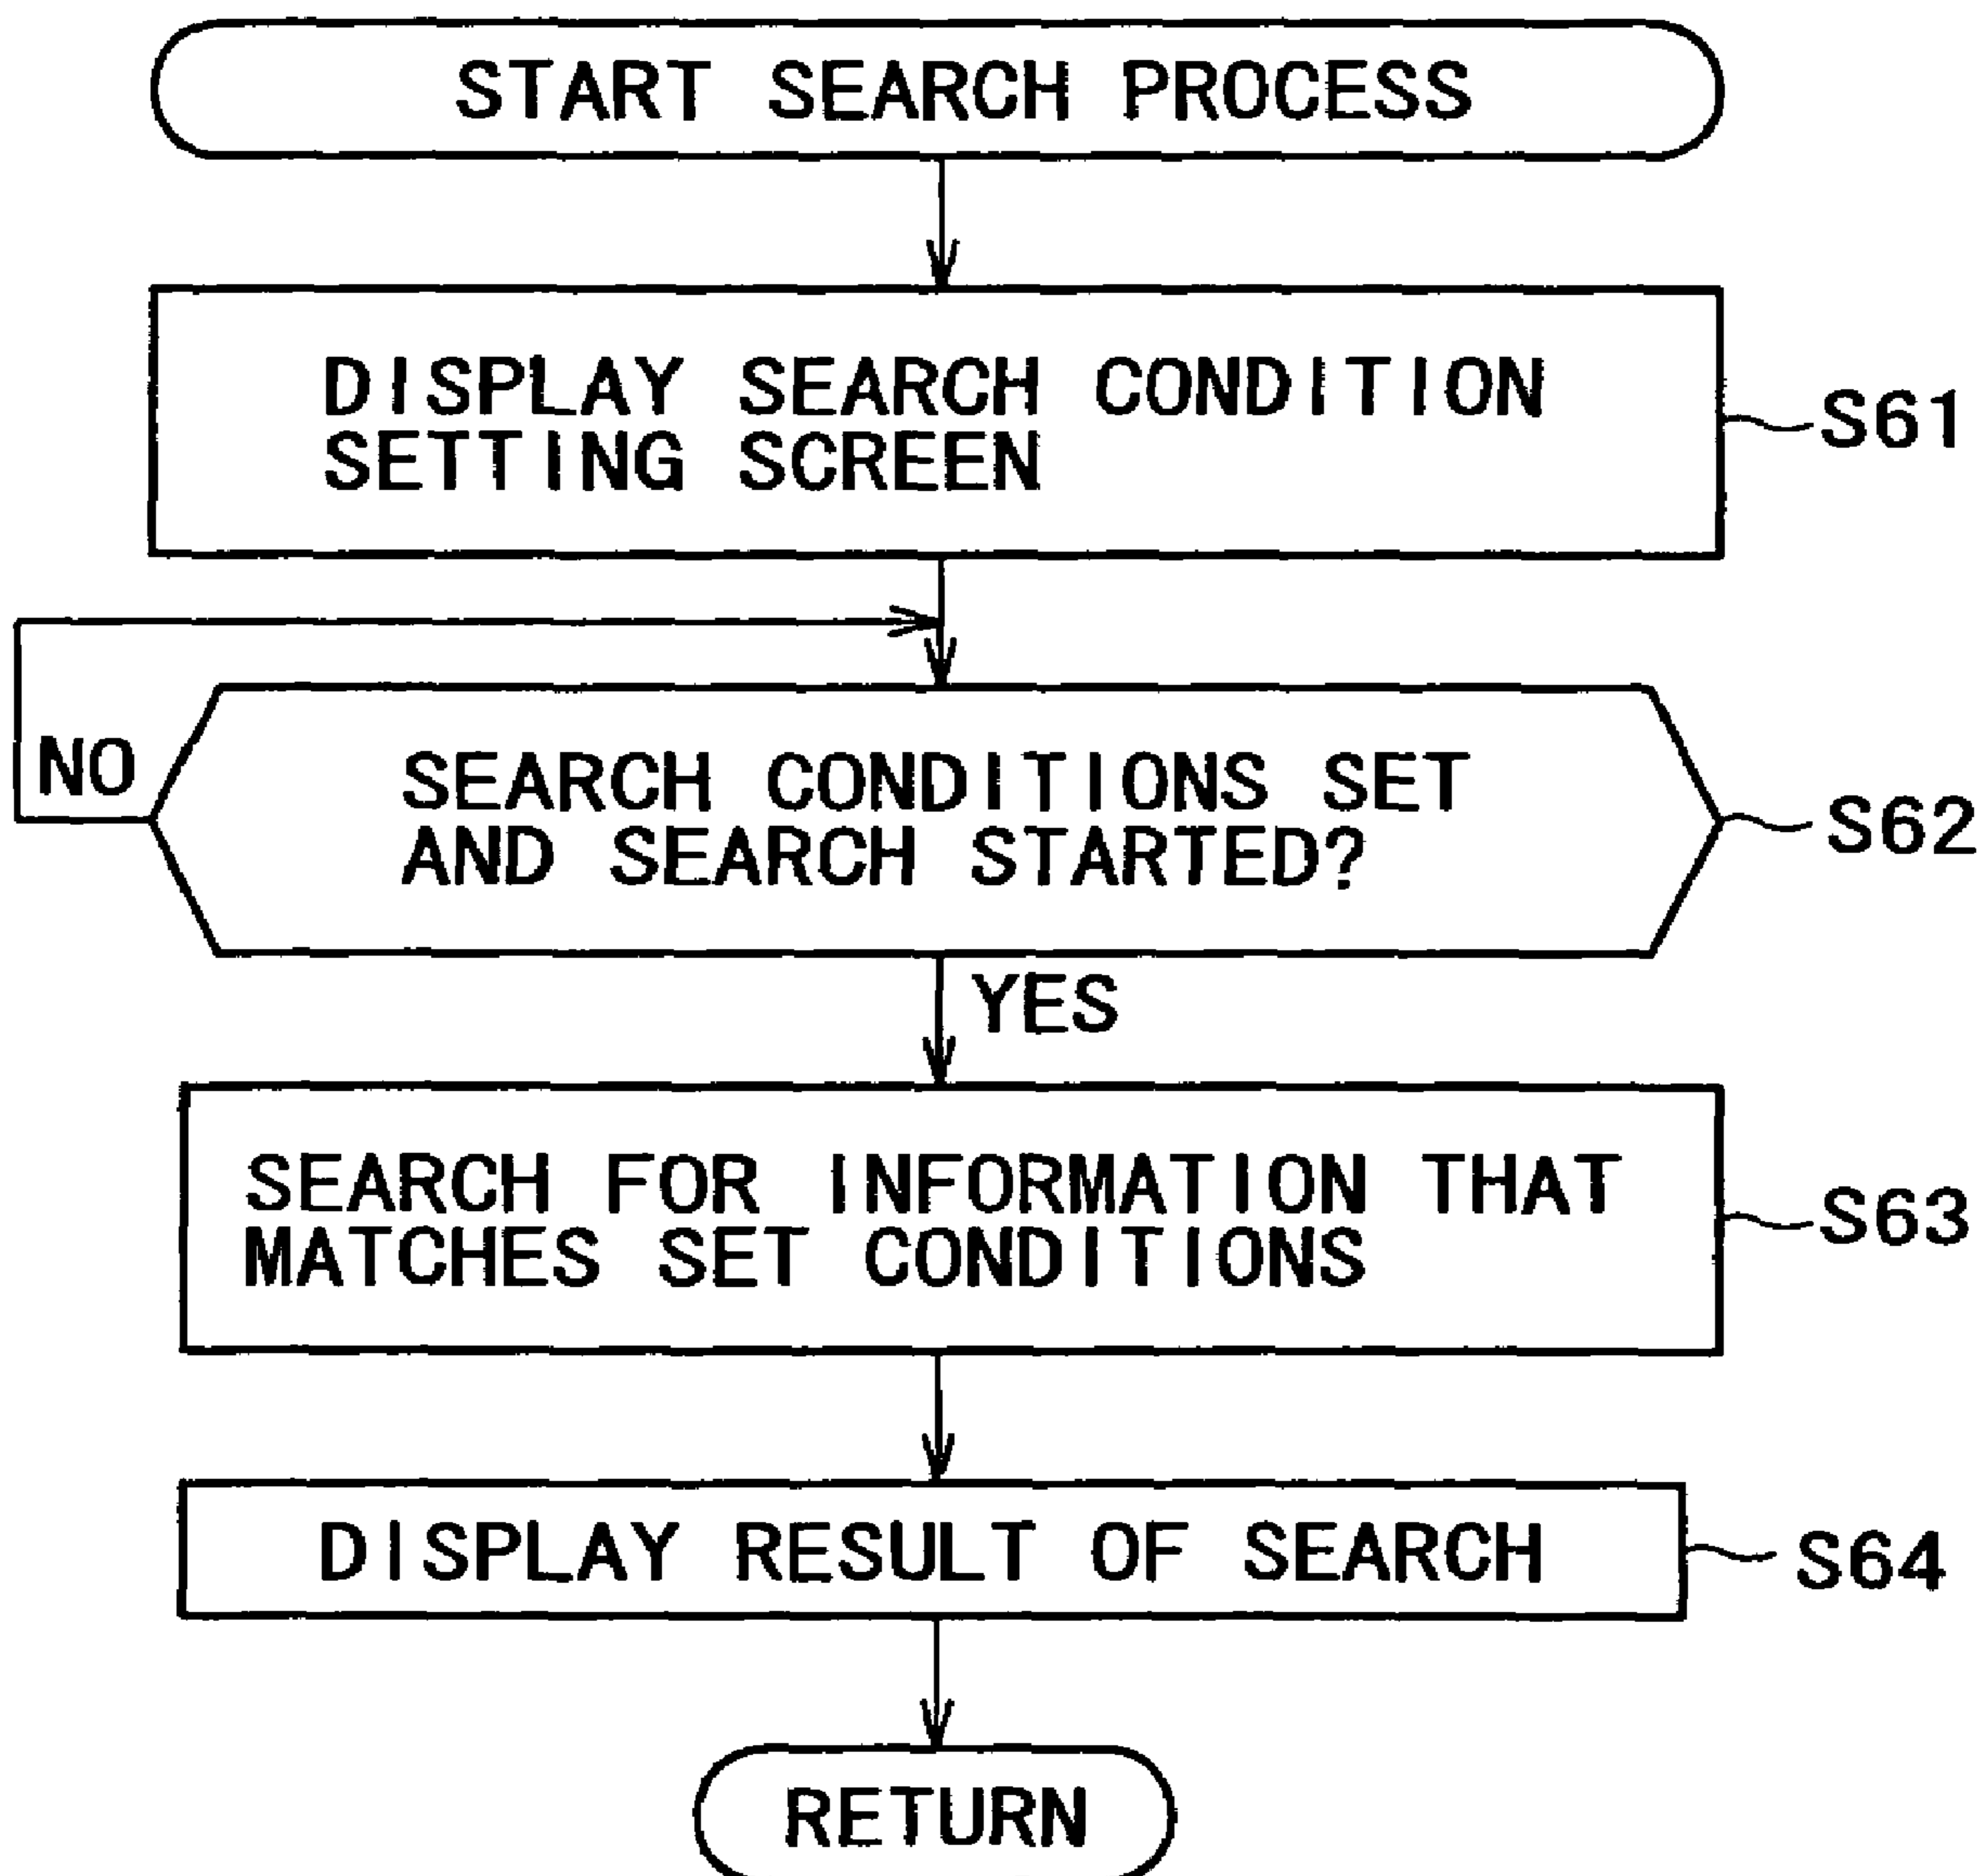 START SEARCH PROCESS
DISPLAY SEARCH CONDITION
SETTING SCREEN
S61
NO
SEARCH CONDITIONS SET
AND SEARCH STARTED?
S62
YES
SEARCH FOR INFORMATION THAT
MATCHES SET CONDITIONS
S63
DISPLAY RESULT OF SEARCH
S64
RETURN